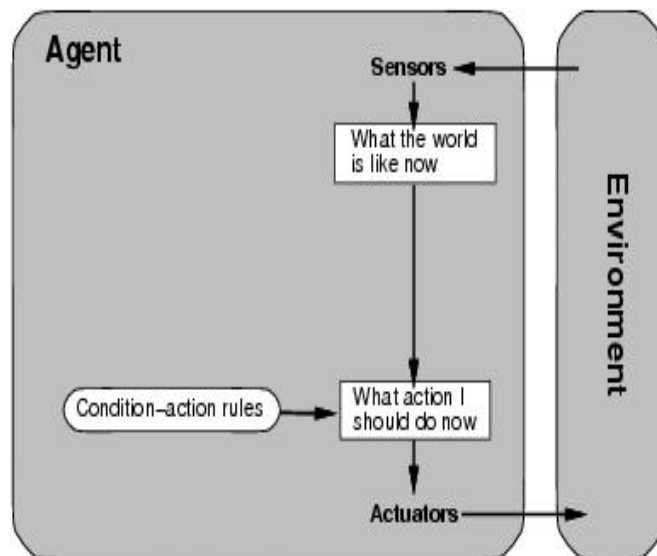 Agent
Sensors
What the world
is like now
Environment
Condition–action rules
What action I
should do now
Actuators